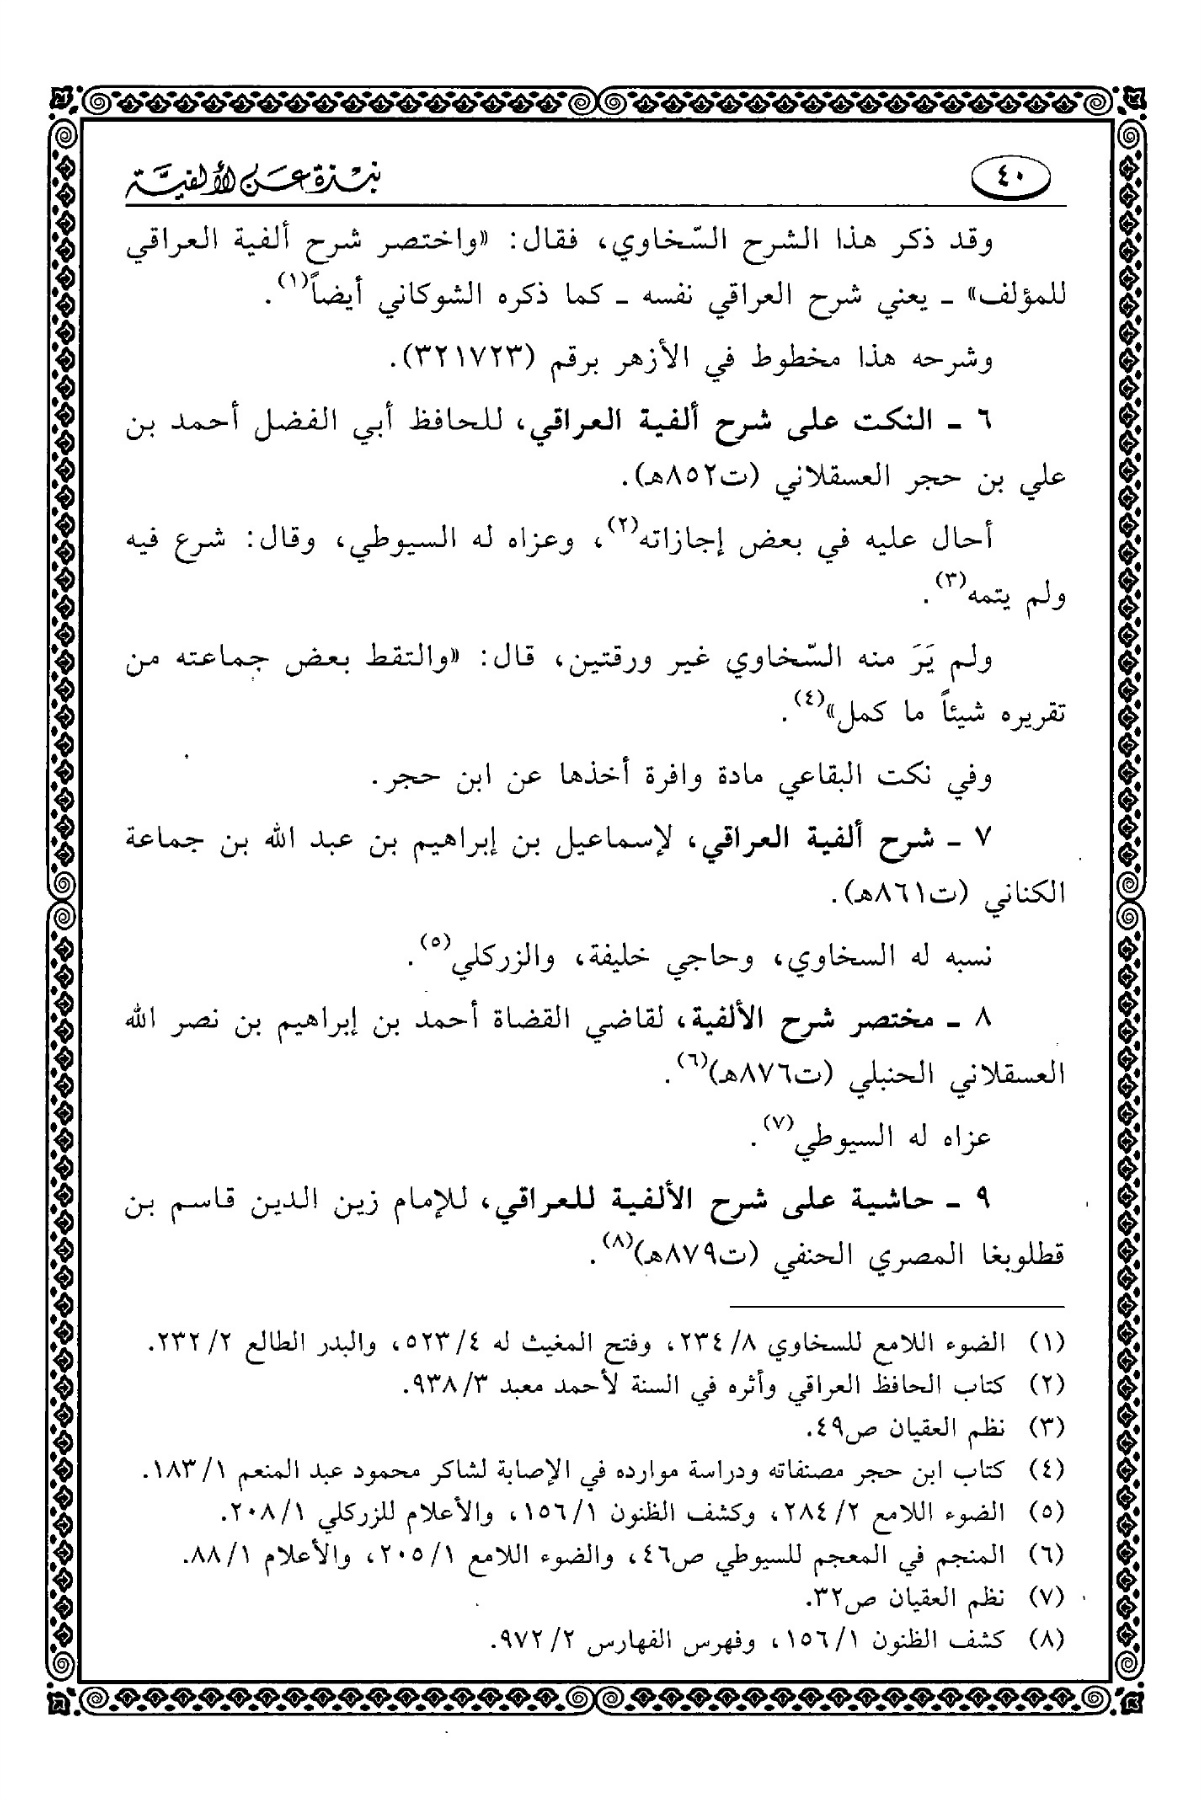 ٤٠
نبذة عن الألفية
وقد ذكر هذا الشرح السّخاوي، فقال: «واختصر شرح ألفية العراقي
للمؤلف» ـ يعني شرح العراقي نفسه ـ كما ذكره الشوكاني أيضاً(١).
وشرحه هذا مخطوط في الأزهر برقم (٣٢١٧٢٣).
٦ ـ النكت على شرح ألفية العراقي، للحافظ أبي الفضل أحمد بن
علي بن حجر العسقلاني (ت٨٥٢هـ).
أحال عليه في بعض إجازاته(٢)، وعزاه له السيوطي، وقال: شرع فيه
ولم يتمه(٣).
ولم يَرَ منه السّخاوي غير ورقتين، قال: «والتقط بعض جماعته من
تقريره شيئاً ما كمل»(٤).
وفي نكت البقاعي مادة وافرة أخذها عن ابن حجر.
٧ ـ شرح ألفية العراقي، لإسماعيل بن إبراهيم بن عبد الله بن جماعة
الكناني (ت٨٦١هـ).
نسبه له السخاوي، وحاجي خليفة، والزركلي(٥).
٨ ـ مختصر شرح الألفية، لقاضي القضاة أحمد بن إبراهيم بن نصر الله
العسقلاني الحنبلي (ت٨٧٦هـ)(٦).
عزاه له السيوطي(٧).
٩ ـ حاشية على شرح الألفية للعراقي، للإمام زين الدين قاسم بن
قطلوبغا المصري الحنفي (ت٨٧٩هـ)(٨).
(١) الضوء اللامع للسخاوي ٢٣٤/٨، وفتح المغيث له ٥٢٣/٤، والبدر الطالع ٢٣٢/٢.
(٢) كتاب الحافظ العراقي وأثره في السنة لأحمد معبد ٩٣٨/٣.
(٣) نظم العقيان ص٤٩.
(٤) كتاب ابن حجر مصنفاته ودراسة موارده في الإصابة لشاكر محمود عبد المنعم ١٨٣/١.
(٥) الضوء اللامع ٢٨٤/٢، وكشف الظنون ١٥٦/١، والأعلام للزركلي ٢٠٨/١.
(٦) المنجم في المعجم للسيوطي ص٤٦، والضوء اللامع ٢٠٥/١، والأعلام ٨٨/١.
(٧) نظم العقيان ص٣٢.
(٨) كشف الظنون ١٥٦/١، وفهرس الفهارس ٩٧٢/٢.